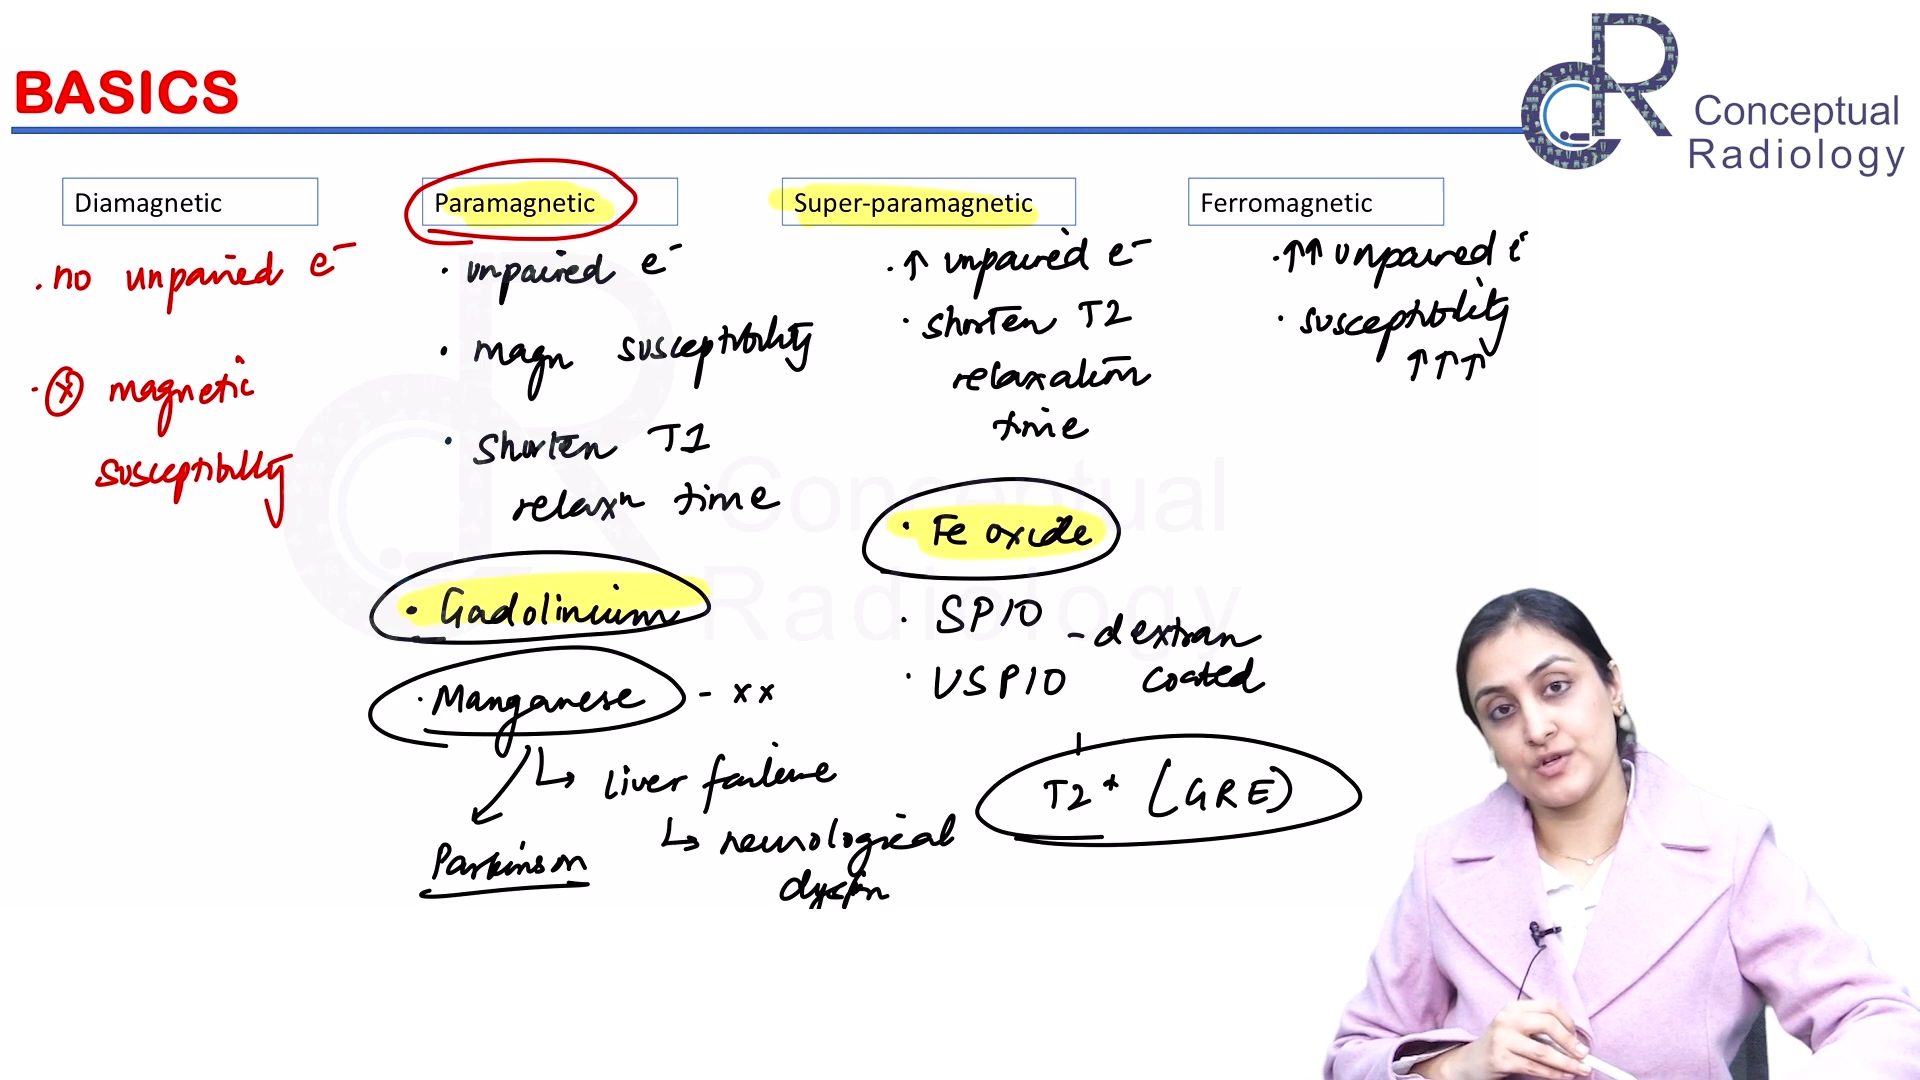 BASICS
Conceptual
Radiology
Diamagnetic
· no unpaired e⁻
· ⓧ magnetic
susceptibility
Paramagnetic
· unpaired e⁻
· magn susceptibility
· Shorten T1
relaxⁿ time
· Gadolinium
· Manganese - xx
↳ liver failure
↳ neurological
dysfn
Parkinson
Super-paramagnetic
· ↑ unpaired e⁻
· shorten T2
relaxation
time
· Fe oxide
· SPIO
· USPIO
- dextran
coated
T2* (GRE)
Ferromagnetic
· ↑↑ unpaired e⁻
· susceptibility
↑↑↑
Conceptual
Radiology